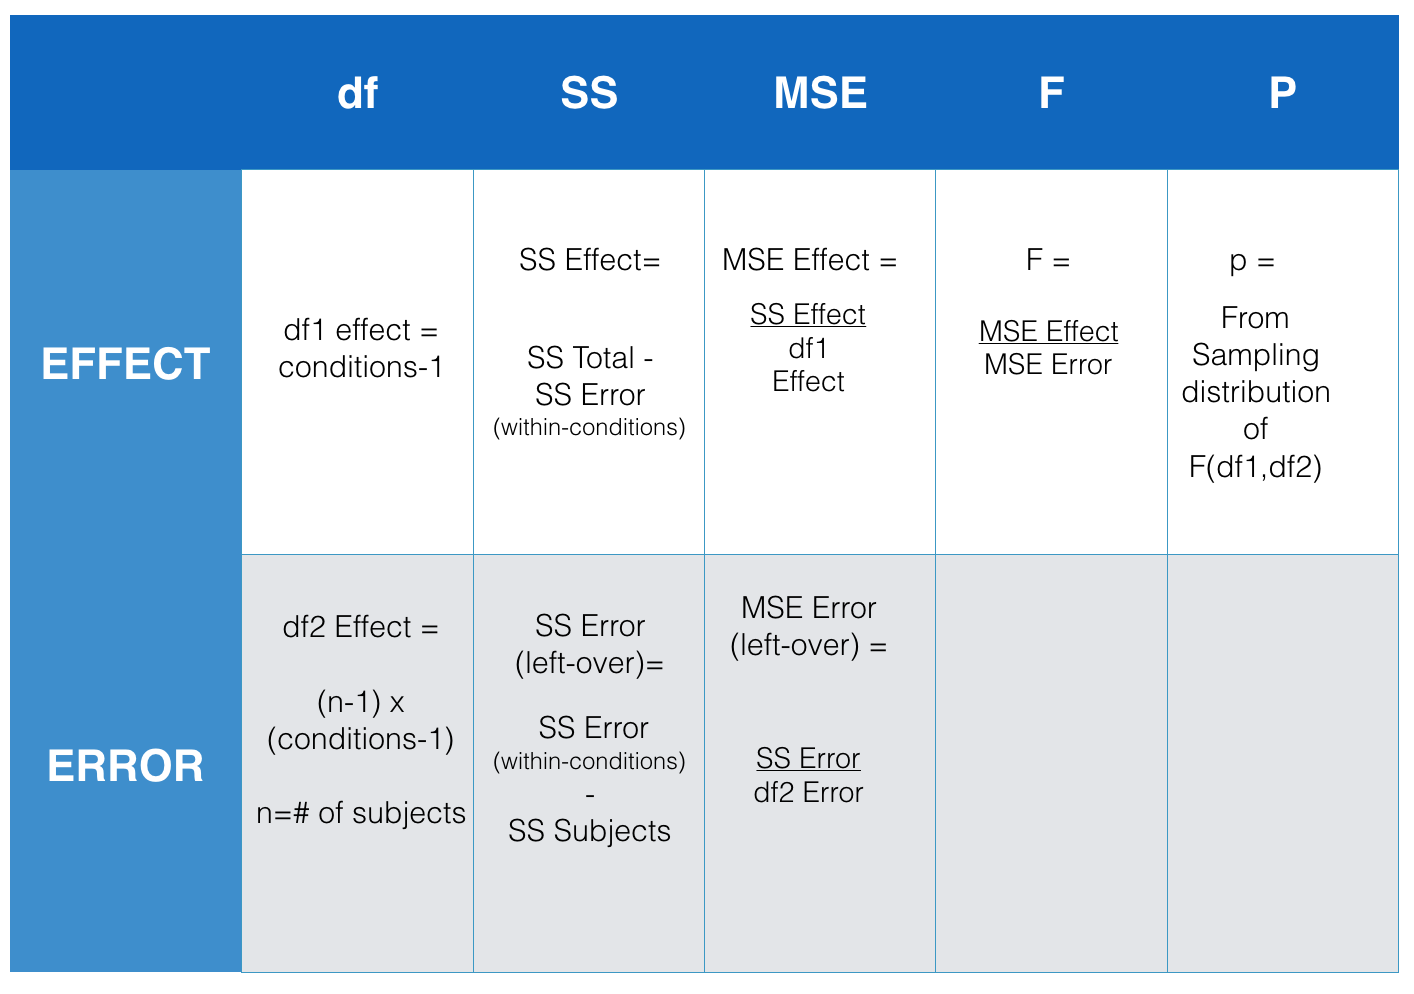 df SS MSE F P
EFFECT
df1 effect =
conditions-1
SS Effect=
SS Total -
SS Error
(within-conditions)
MSE Effect =
SS Effect
df1
Effect
F =
MSE Effect
MSE Error
p =
From
Sampling
distribution
of
F(df1,df2)
ERROR
df2 Effect =
(n-1) x
(conditions-1)
n=# of subjects
SS Error
(left-over)=
SS Error
(within-conditions)
-
SS Subjects
MSE Error
(left-over) =
SS Error
df2 Error